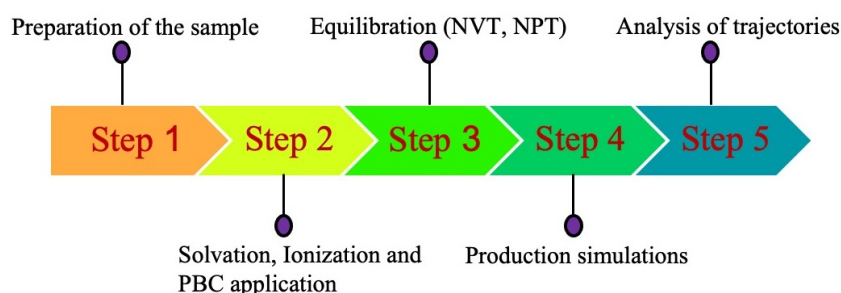 Preparation of the sample
Equilibration (NVT, NPT)
Analysis of trajectories
Step 1
Step 2
Step 3
Step 4
Step 5
Solvation, Ionization and
PBC application
Production simulations